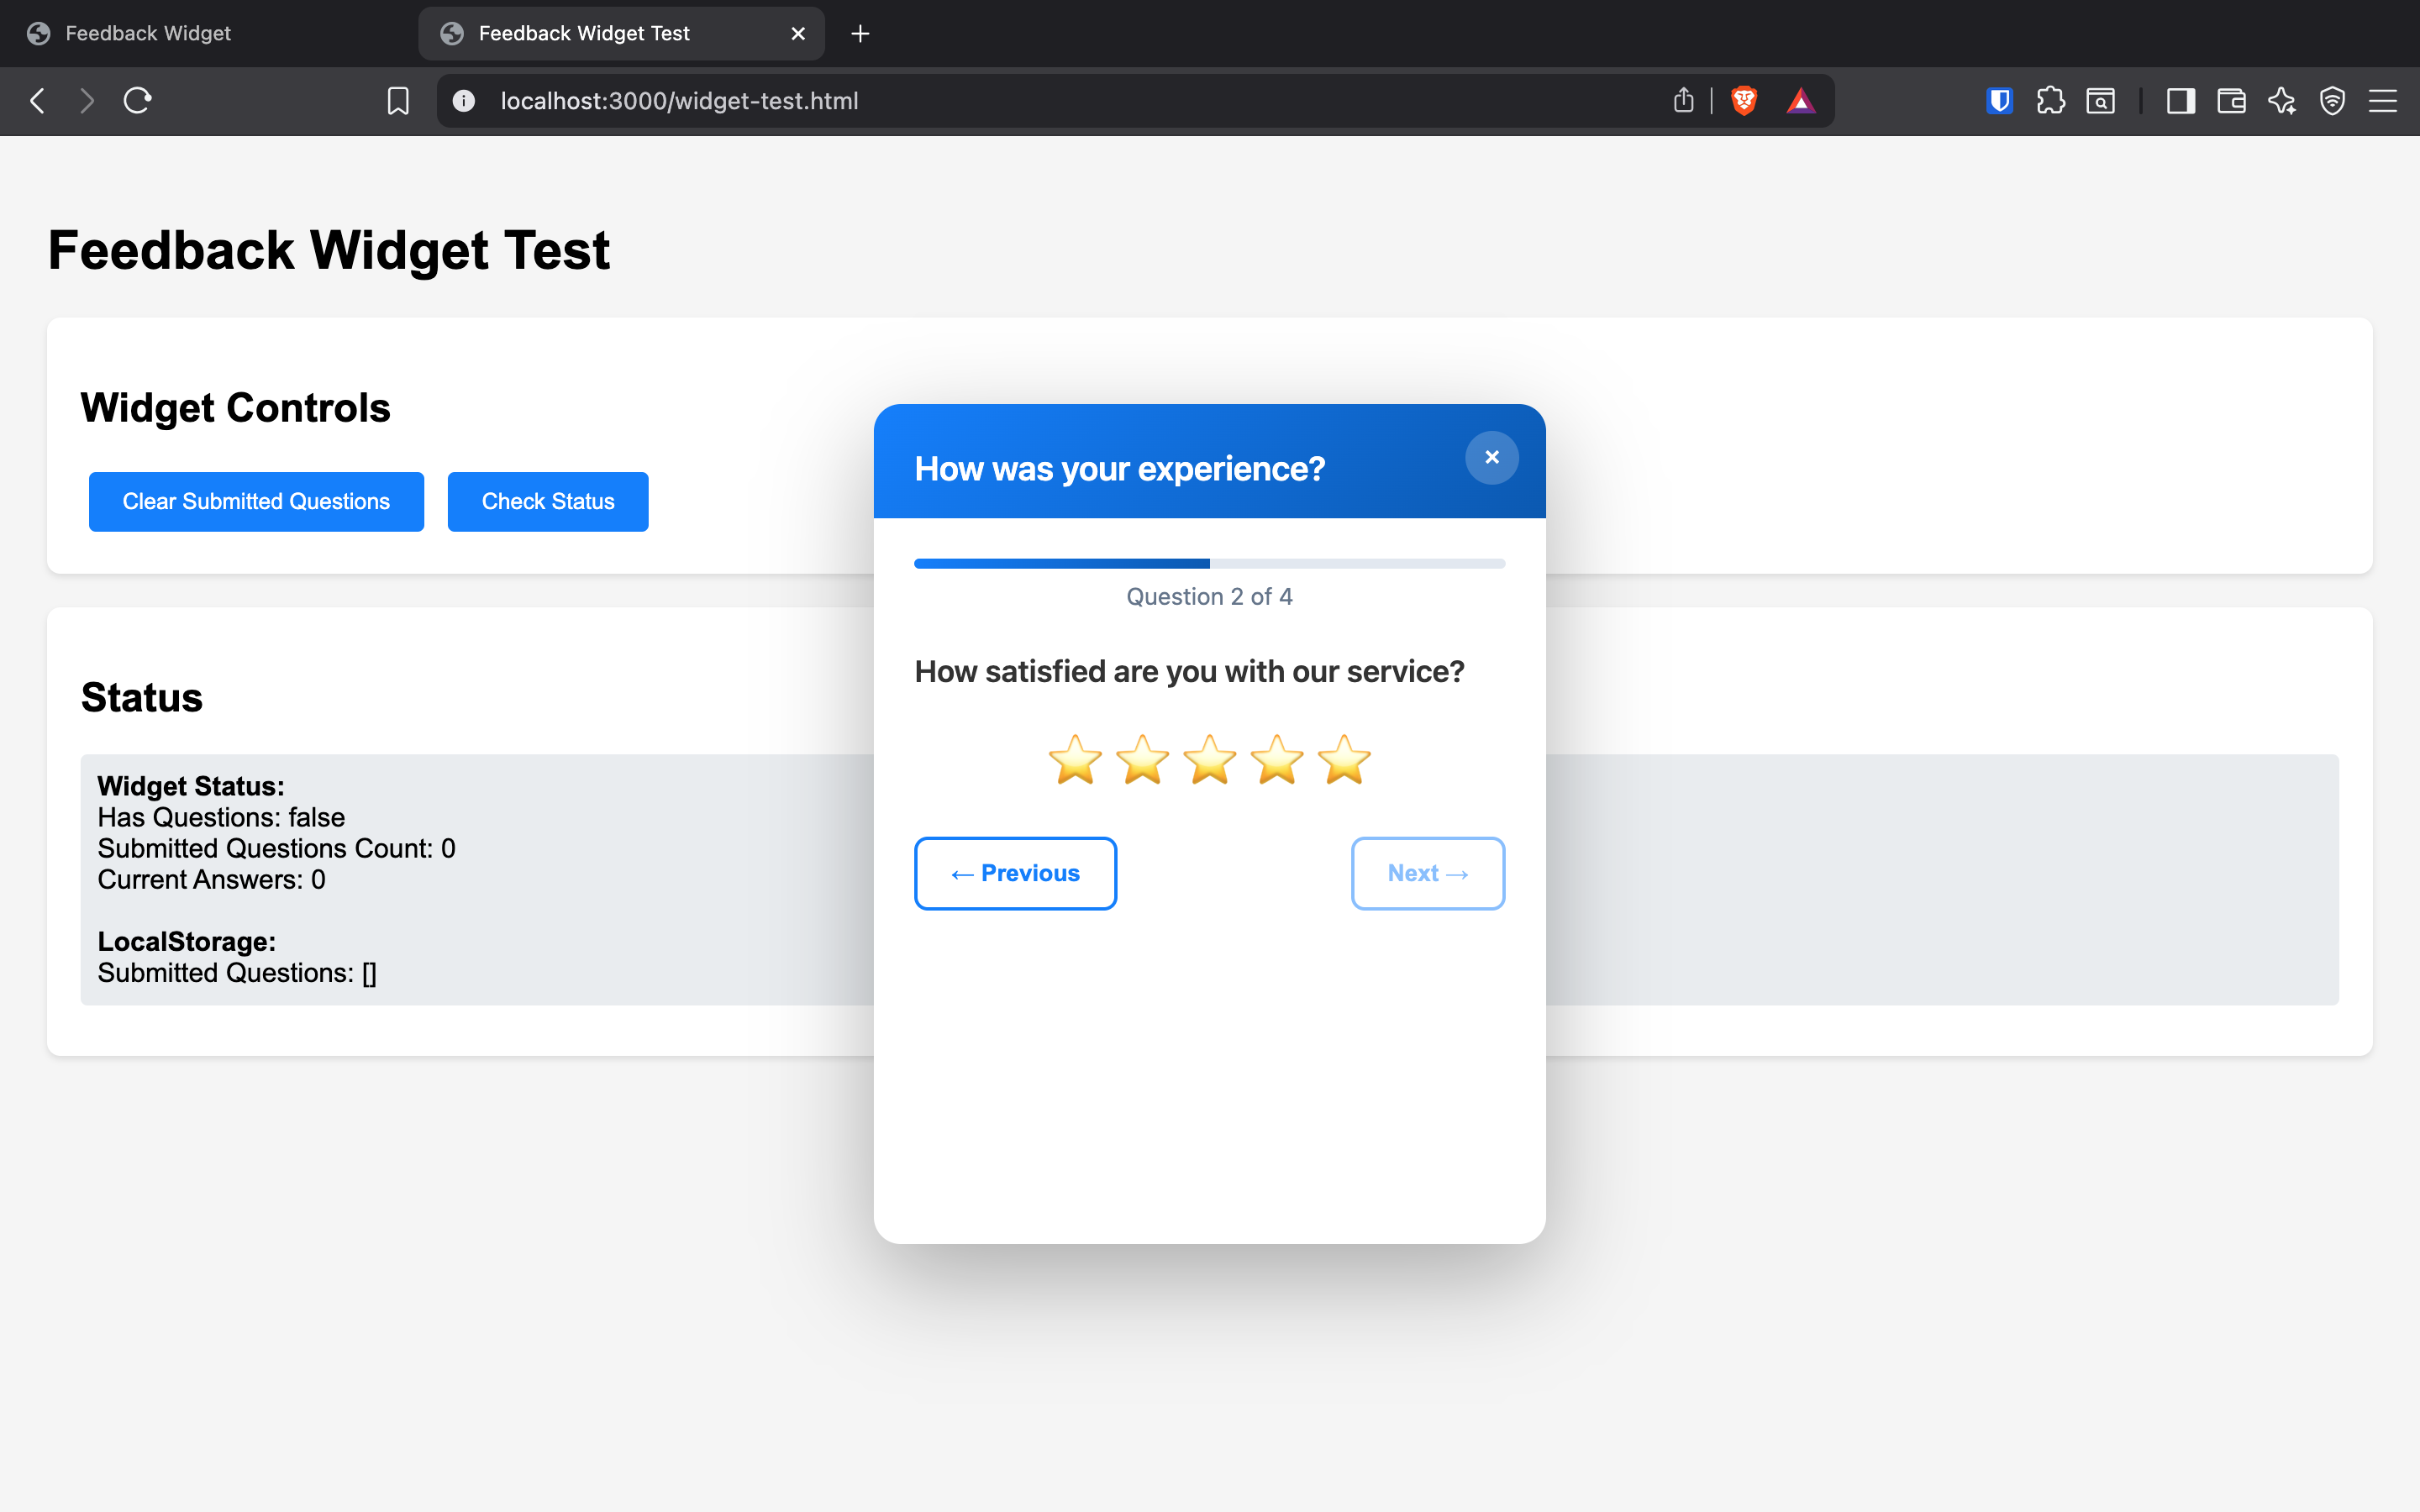 Feedback Widget
Feedback Widget Test
localhost:3000/widget-test.html
Feedback Widget Test
Widget Controls
Clear Submitted Questions
Check Status
Status
Widget Status:
Has Questions: false
Submitted Questions Count: 0
Current Answers: 0
LocalStorage:
Submitted Questions: []
How was your experience?
×
Question 2 of 4
How satisfied are you with our service?
← Previous
Next →